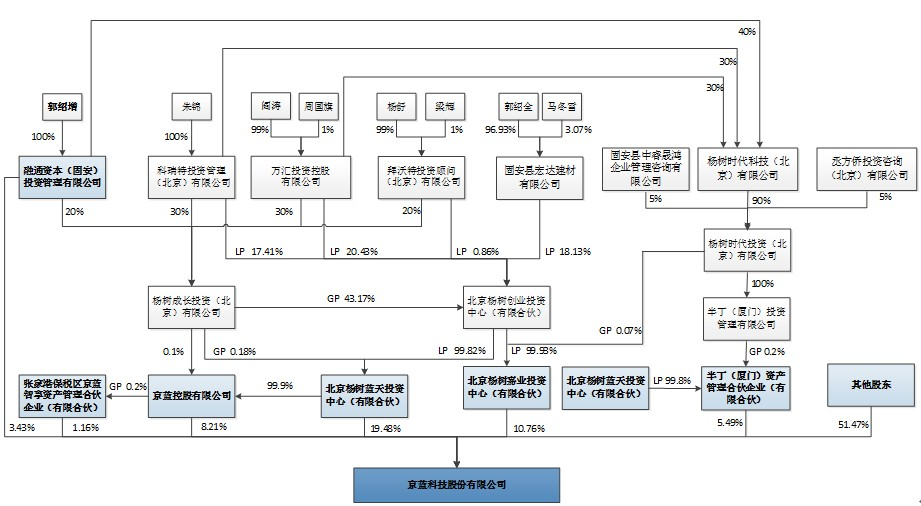 40%
30%
30%
郭绍增
朱锦
阎涛
周国旗
杨舒
梁辉
郭绍全
马冬雪
100%
100%
99%
1%
99%
1%
96.93%
3.07%
融通资本（固安）
投资管理有限公司
科瑞特投资管理
（北京）有限公司
万汇投资控股
有限公司
拜沃特投资顾问
（北京）有限公司
固安县宏达建材
有限公司
固安县中睿晟鸿
企业管理咨询有
限公司
杨树时代科技（北
京）有限公司
丞方侨投资咨询
（北京）有限公司
20%
30%
30%
20%
5%
90%
5%
LP 17.41%
LP 20.43%
LP 0.86%
LP 18.13%
杨树时代投资（北
京）有限公司
100%
杨树成长投资（北
京）有限公司
GP 43.17%
北京杨树创业投资
中心（有限合伙）
半丁（厦门）投资
管理有限公司
GP 0.07%
0.1%
GP 0.18%
LP 99.82%
LP 99.93%
GP 0.2%
张家港保税区京蓝
智享资产管理合伙
企业（有限合伙）
GP 0.2%
京蓝控股有限公司
99.9%
北京杨树蓝天投资
中心（有限合伙）
北京杨树嘉业投资
中心（有限合伙）
北京杨树蓝天投资
中心（有限合伙）
LP 99.8%
半丁（厦门）资产
管理合伙企业（有
限合伙）
其他股东
3.43%
1.16%
8.21%
19.48%
10.76%
5.49%
51.47%
京蓝科技股份有限公司